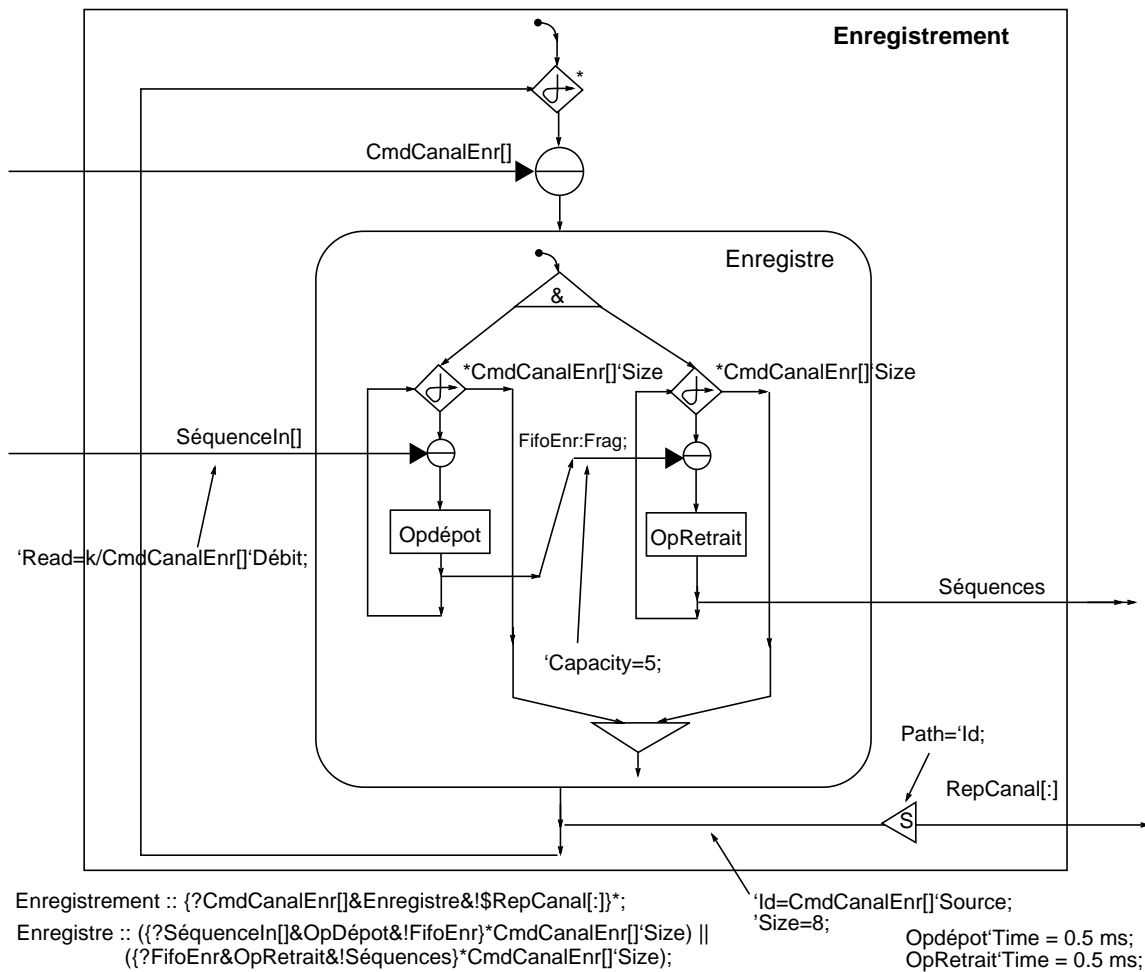 Enregistrement
*
CmdCanalEnr[]
Enregistre
&
*CmdCanalEnr[]‘Size
*CmdCanalEnr[]‘Size
SéquenceIn[]
FifoEnr:Frag;
Opdépot
OpRetrait
‘Read=k/CmdCanalEnr[]‘Débit;
Séquences
‘Capacity=5;
Path=‘Id;
RepCanal[:]
S
Enregistrement :: {?CmdCanalEnr[]&Enregistre&!$RepCanal[:]}*;
Enregistre :: ({?SéquenceIn[]&OpDépot&!FifoEnr}*CmdCanalEnr[]‘Size) ||
({?FifoEnr&OpRetrait&!Séquences}*CmdCanalEnr[]‘Size);
‘Id=CmdCanalEnr[]‘Source;
’Size=8;
Opdépot‘Time = 0.5 ms;
OpRetrait‘Time = 0.5 ms;